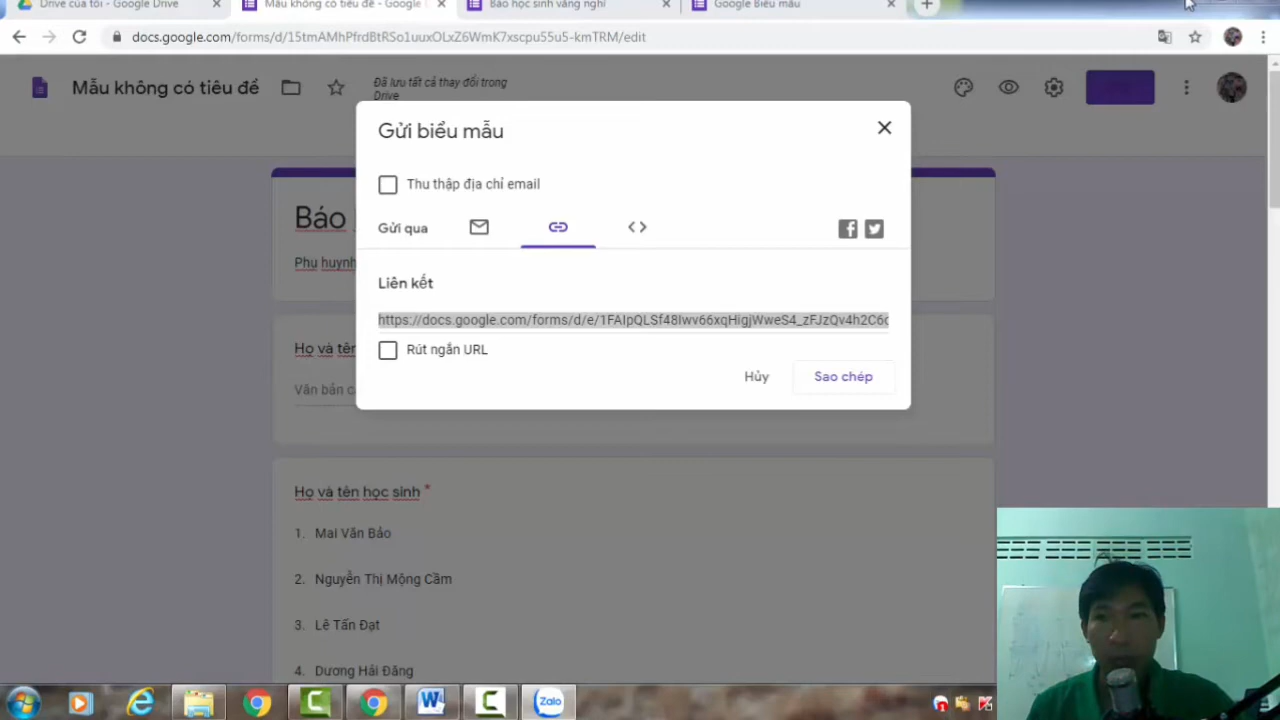 Drive của tôi - Google Drive
Mẫu không có tiêu đề - Google
Báo học sinh vắng nghỉ
Google Biểu mẫu
docs.google.com/forms/d/15tmAMhPfrdBtRSo1uuxOLxZ6WmK7xscpu55u5-kmTRM/edit
Mẫu không có tiêu đề
Đã lưu tất cả thay đổi trong
Drive
Gửi biểu mẫu
Thu thập địa chỉ email
Gửi qua
Báo
Phụ huynh
Liên kết
https://docs.google.com/forms/d/e/1FAIpQLSf48Iwv66xqHigjWweS4_zFJzQv4h2C6c
Họ và tên
Rút ngắn URL
Hủy
Sao chép
Văn bản
Họ và tên học sinh *
1. Mai Văn Bảo
2. Nguyễn Thị Mộng Cầm
3. Lê Tấn Đạt
4. Dương Hải Đăng
Zalo